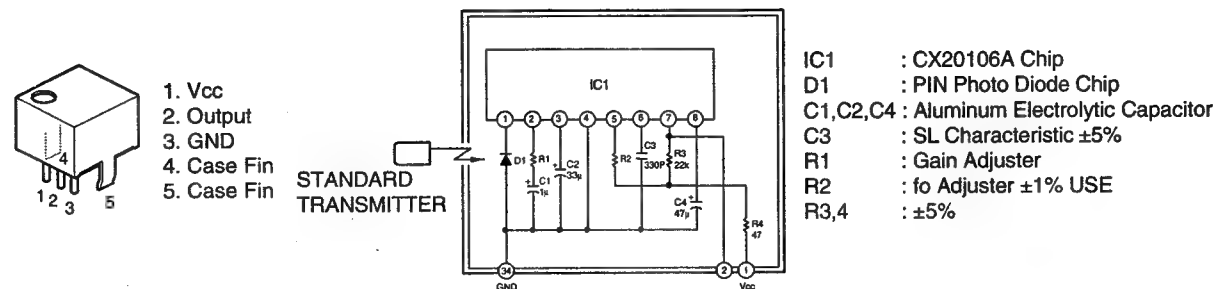 1. Vcc
2. Output
3. GND
4. Case Fin
5. Case Fin
4
1 2 3 5
STANDARD
TRANSMITTER
IC1
1 2 3 4 5 6 7 8
D1
R1
+ C1
1μ
+ C2
33μ
R2
C3
330P
R3
22k
C4 +
47μ
R4
47
34
GND
2 1
Vcc
IC1 : CX20106A Chip
D1 : PIN Photo Diode Chip
C1,C2,C4 : Aluminum Electrolytic Capacitor
C3 : SL Characteristic ±5%
R1 : Gain Adjuster
R2 : fo Adjuster ±1% USE
R3,4 : ±5%